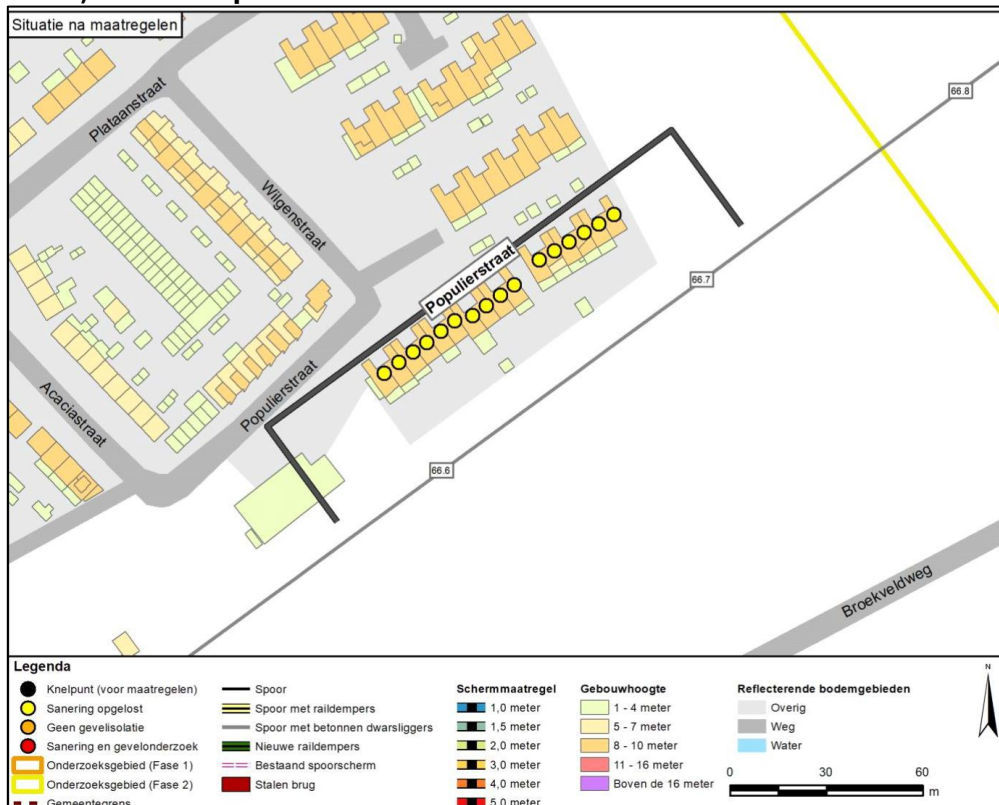 Situatie na maatregelen
66.8
Plataanstraat
Wilgenstraat
Populierstraat
66.7
Populierstraat
Acaciastraat
66.6
Broekveldweg
Legenda
Knelpunt (voor maatregelen)
Sanering opgelost
Geen gevelisolatie
Sanering en gevelonderzoek
Onderzoeksgebied (Fase 1)
Onderzoeksgebied (Fase 2)
Gemeentegrens
Spoor
Spoor met raildempers
Spoor met betonnen dwarsliggers
Nieuwe raildempers
Bestaand spoorscherm
Stalen brug
Schermmaatregel
1,0 meter
1,5 meter
2,0 meter
3,0 meter
4,0 meter
5,0 meter
Gebouwhoogte
1 - 4 meter
5 - 7 meter
8 - 10 meter
11 - 16 meter
Boven de 16 meter
Reflecterende bodemgebieden
Overig
Weg
Water
N
0 30 60
m